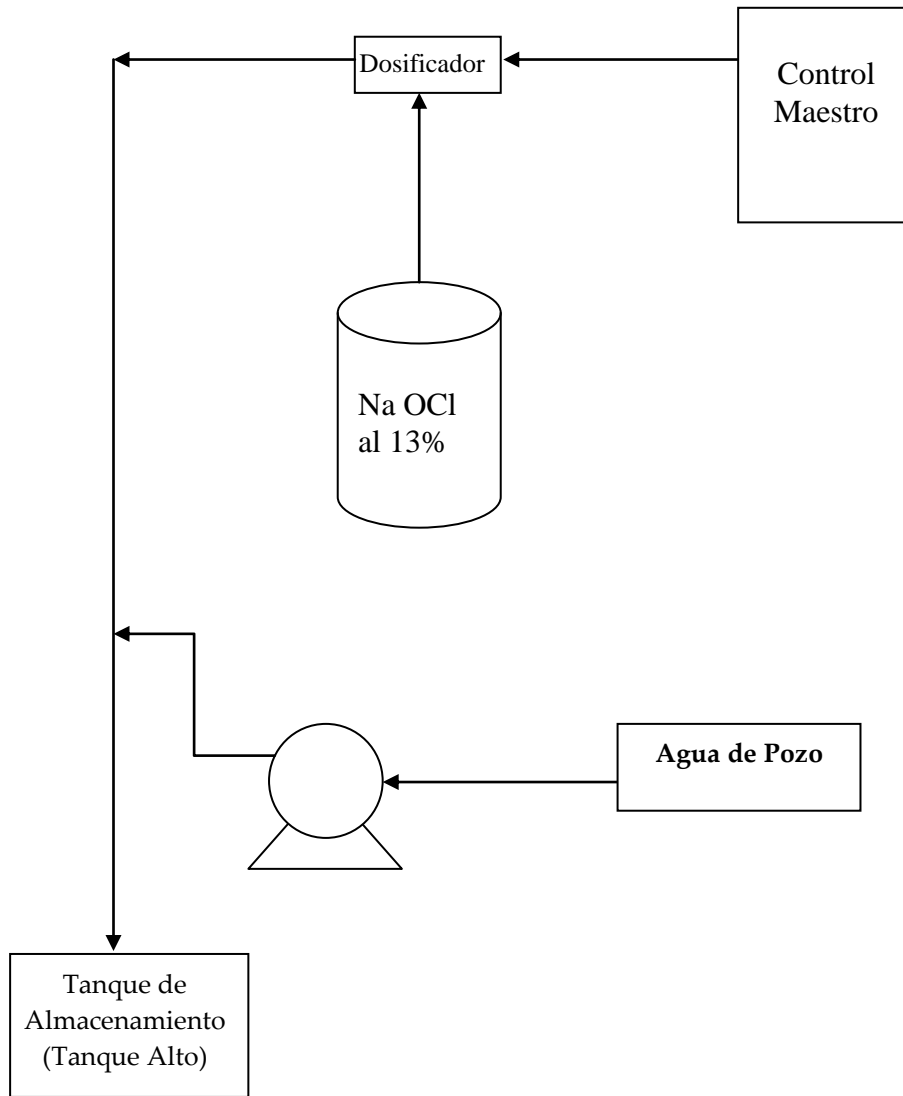 Dosificador
Control
Maestro
Na OCl
al 13%
Agua de Pozo
Tanque de
Almacenamiento
(Tanque Alto)